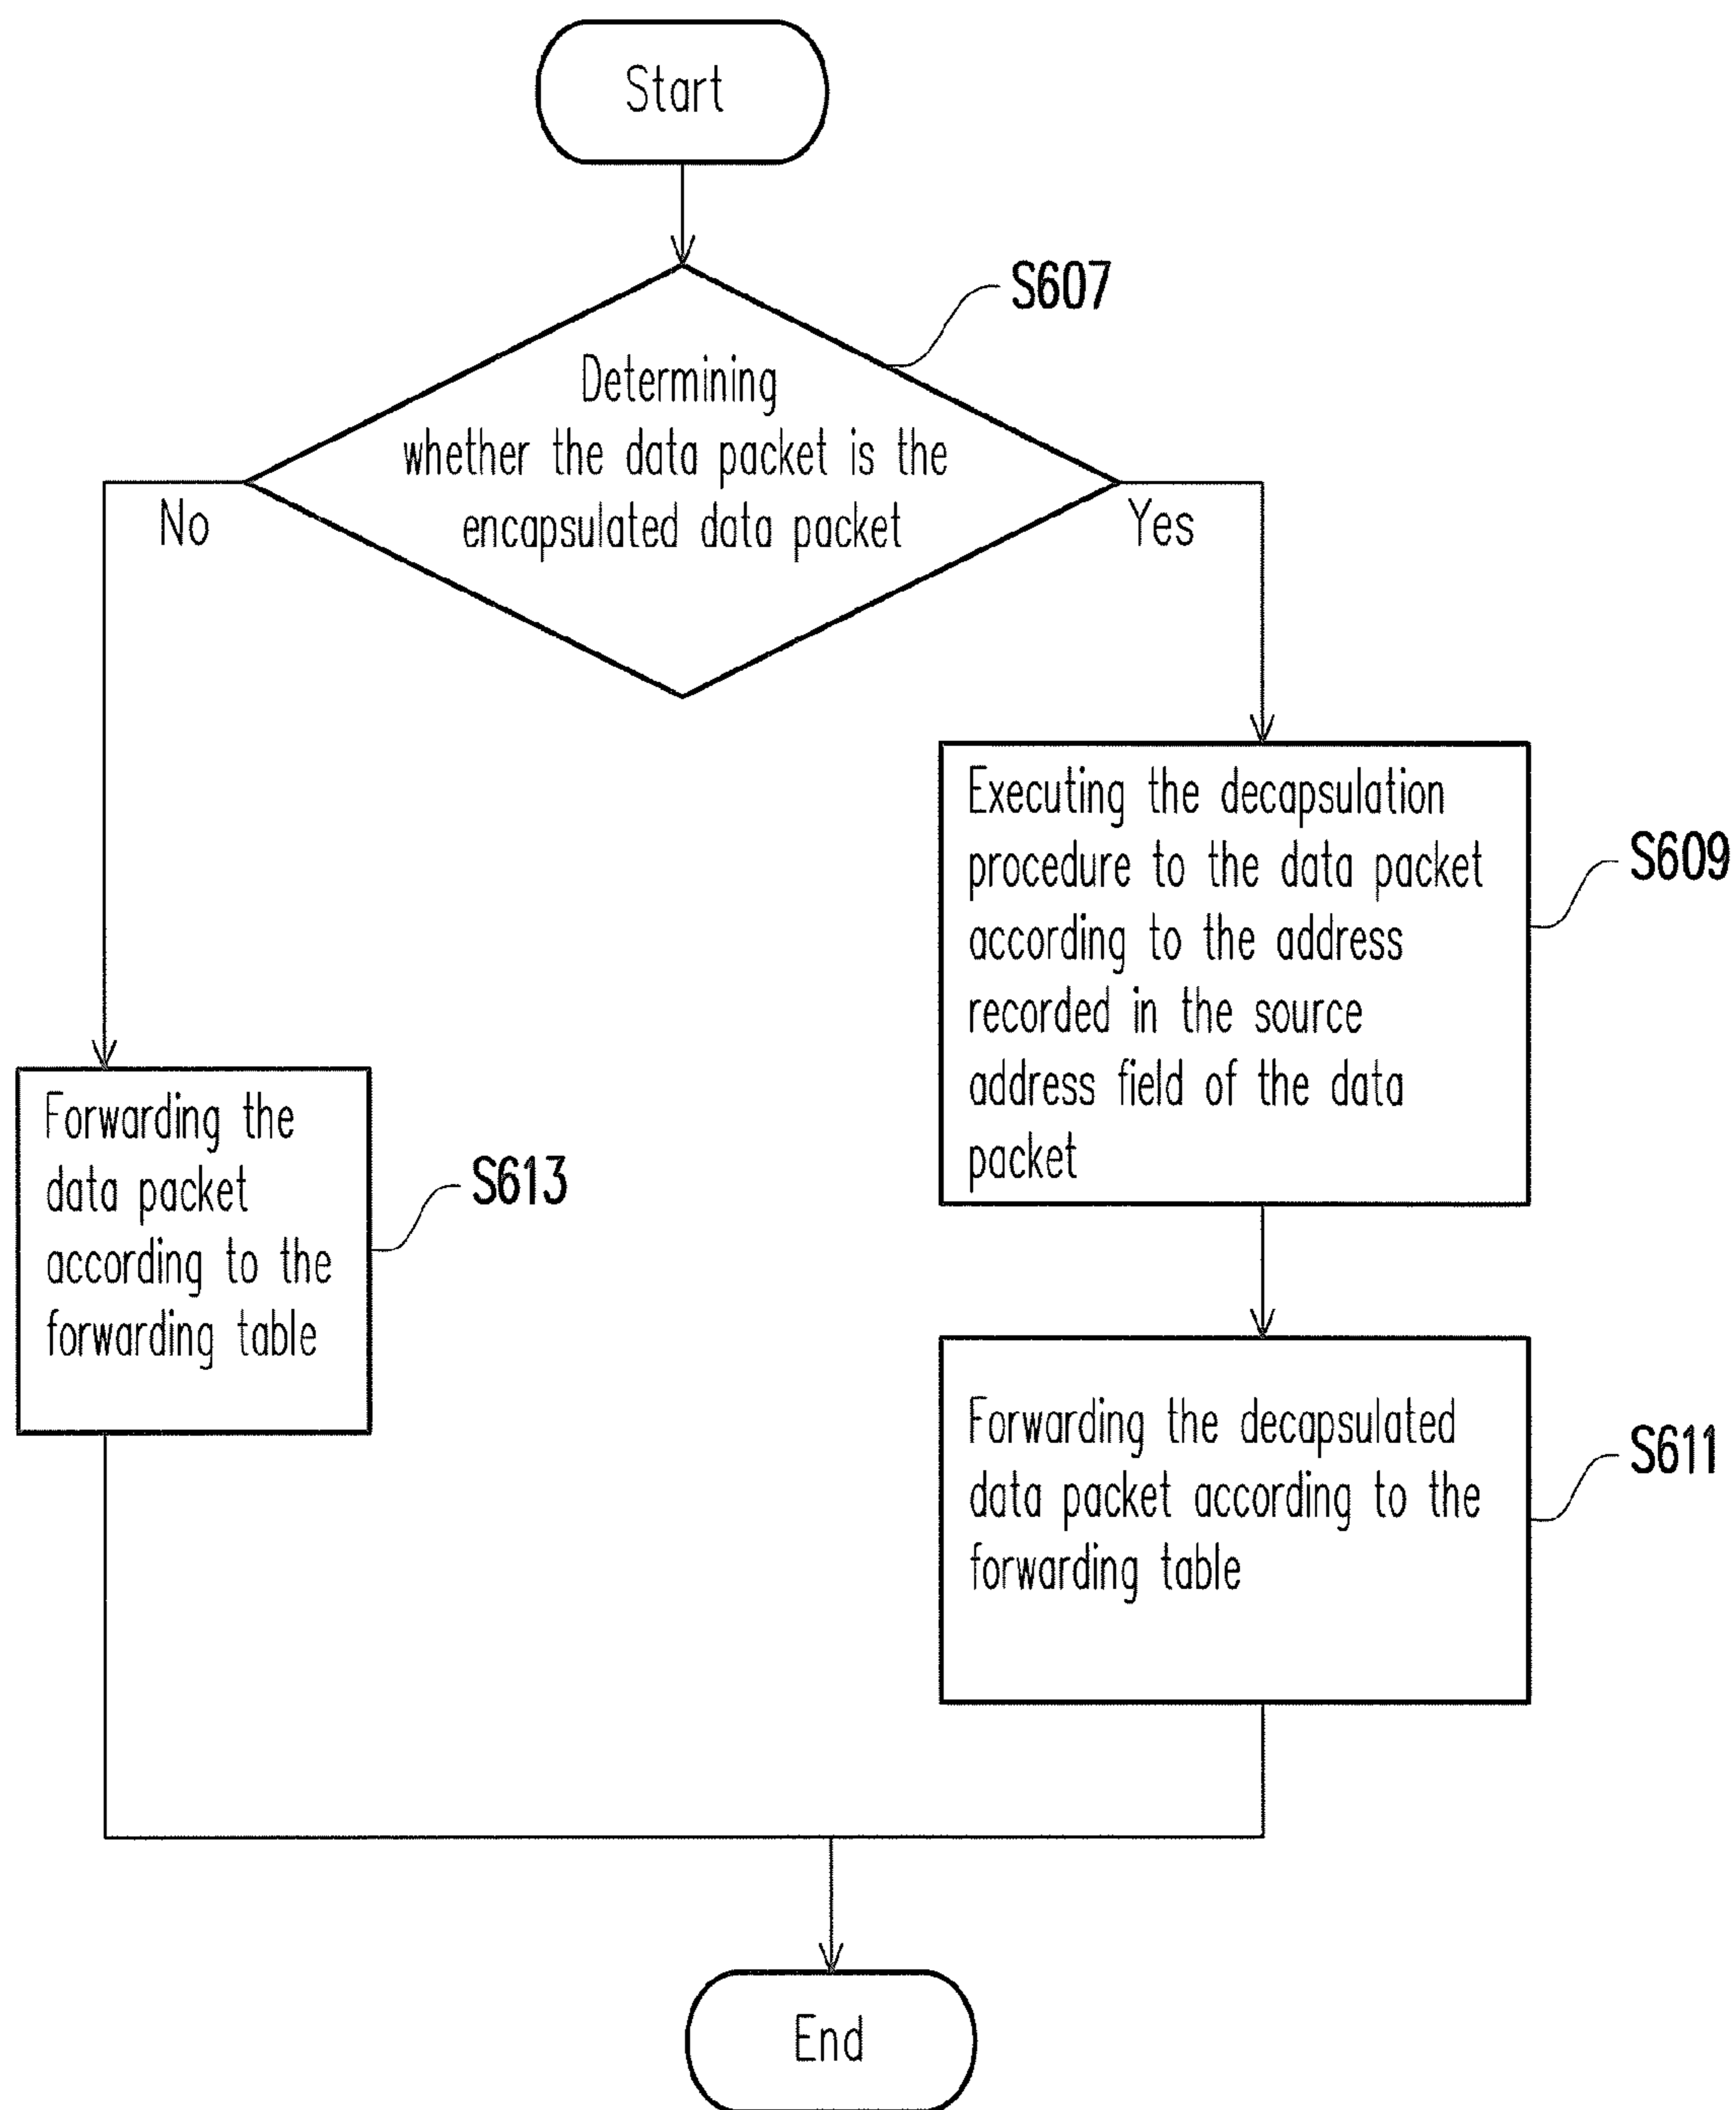 Start
S607
Determining
whether the data packet is the
encapsulated data packet
No
Yes
Executing the decapsulation
procedure to the data packet
according to the address
recorded in the source
address field of the data
packet
S609
Forwarding the
data packet
according to the
forwarding table
S613
Forwarding the decapsulated
data packet according to the
forwarding table
S611
End